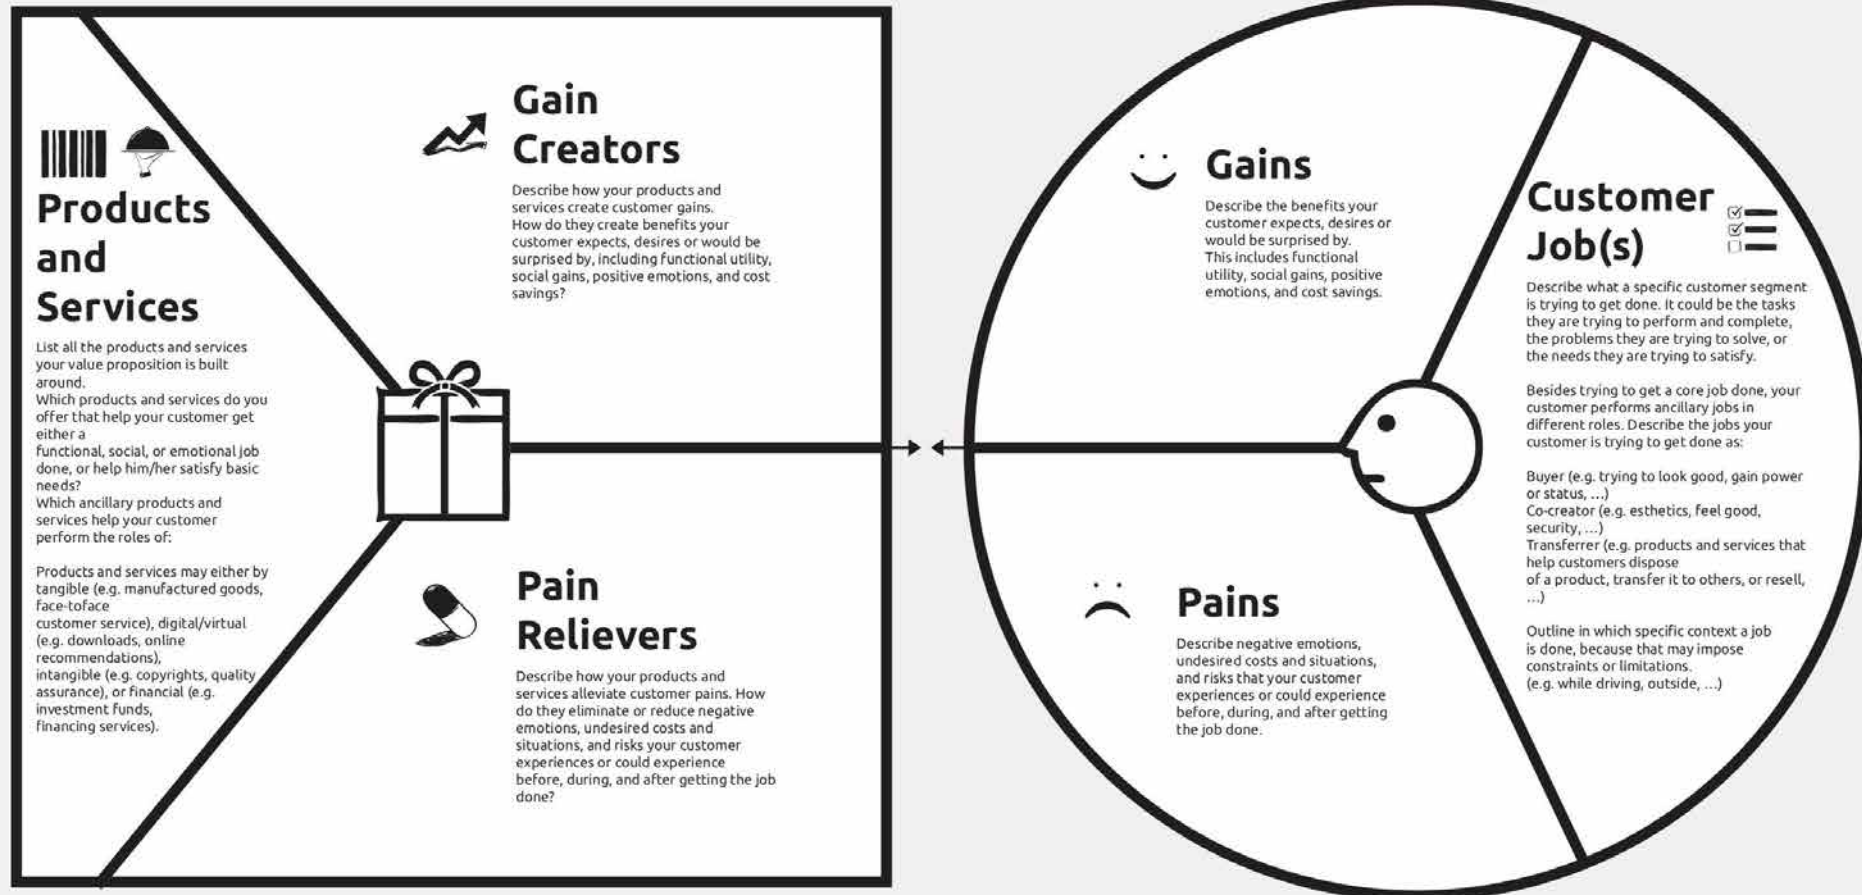 Products
and
Services
List all the products and services
your value proposition is built
around.
Which products and services do you
offer that help your customer get
either a
functional, social, or emotional job
done, or help him/her satisfy basic
needs?
Which ancillary products and
services help your customer
perform the roles of:
Products and services may either by
tangible (e.g. manufactured goods,
face-toface
customer service), digital/virtual
(e.g. downloads, online
recommendations),
intangible (e.g. copyrights, quality
assurance), or financial (e.g.
investment funds,
financing services).
Gain
Creators
Describe how your products and
services create customer gains.
How do they create benefits your
customer expects, desires or would be
surprised by, including functional utility,
social gains, positive emotions, and cost
savings?
Pain
Relievers
Describe how your products and
services alleviate customer pains. How
do they eliminate or reduce negative
emotions, undesired costs and
situations, and risks your customer
experiences or could experience
before, during, and after getting the job
done?
Gains
Describe the benefits your
customer expects, desires or
would be surprised by.
This includes functional
utility, social gains, positive
emotions, and cost savings.
Pains
Describe negative emotions,
undesired costs and situations,
and risks that your customer
experiences or could experience
before, during, and after getting
the job done.
Customer
Job(s)
Describe what a specific customer segment
is trying to get done. It could be the tasks
they are trying to perform and complete,
the problems they are trying to solve, or
the needs they are trying to satisfy.
Besides trying to get a core job done, your
customer performs ancillary jobs in
different roles. Describe the jobs your
customer is trying to get done as:
Buyer (e.g. trying to look good, gain power
or status, ...)
Co-creator (e.g. esthetics, feel good,
security, ...)
Transferrer (e.g. products and services that
help customers dispose
of a product, transfer it to others, or resell,
...)
Outline in which specific context a job
is done, because that may impose
constraints or limitations.
(e.g. while driving, outside, ...)